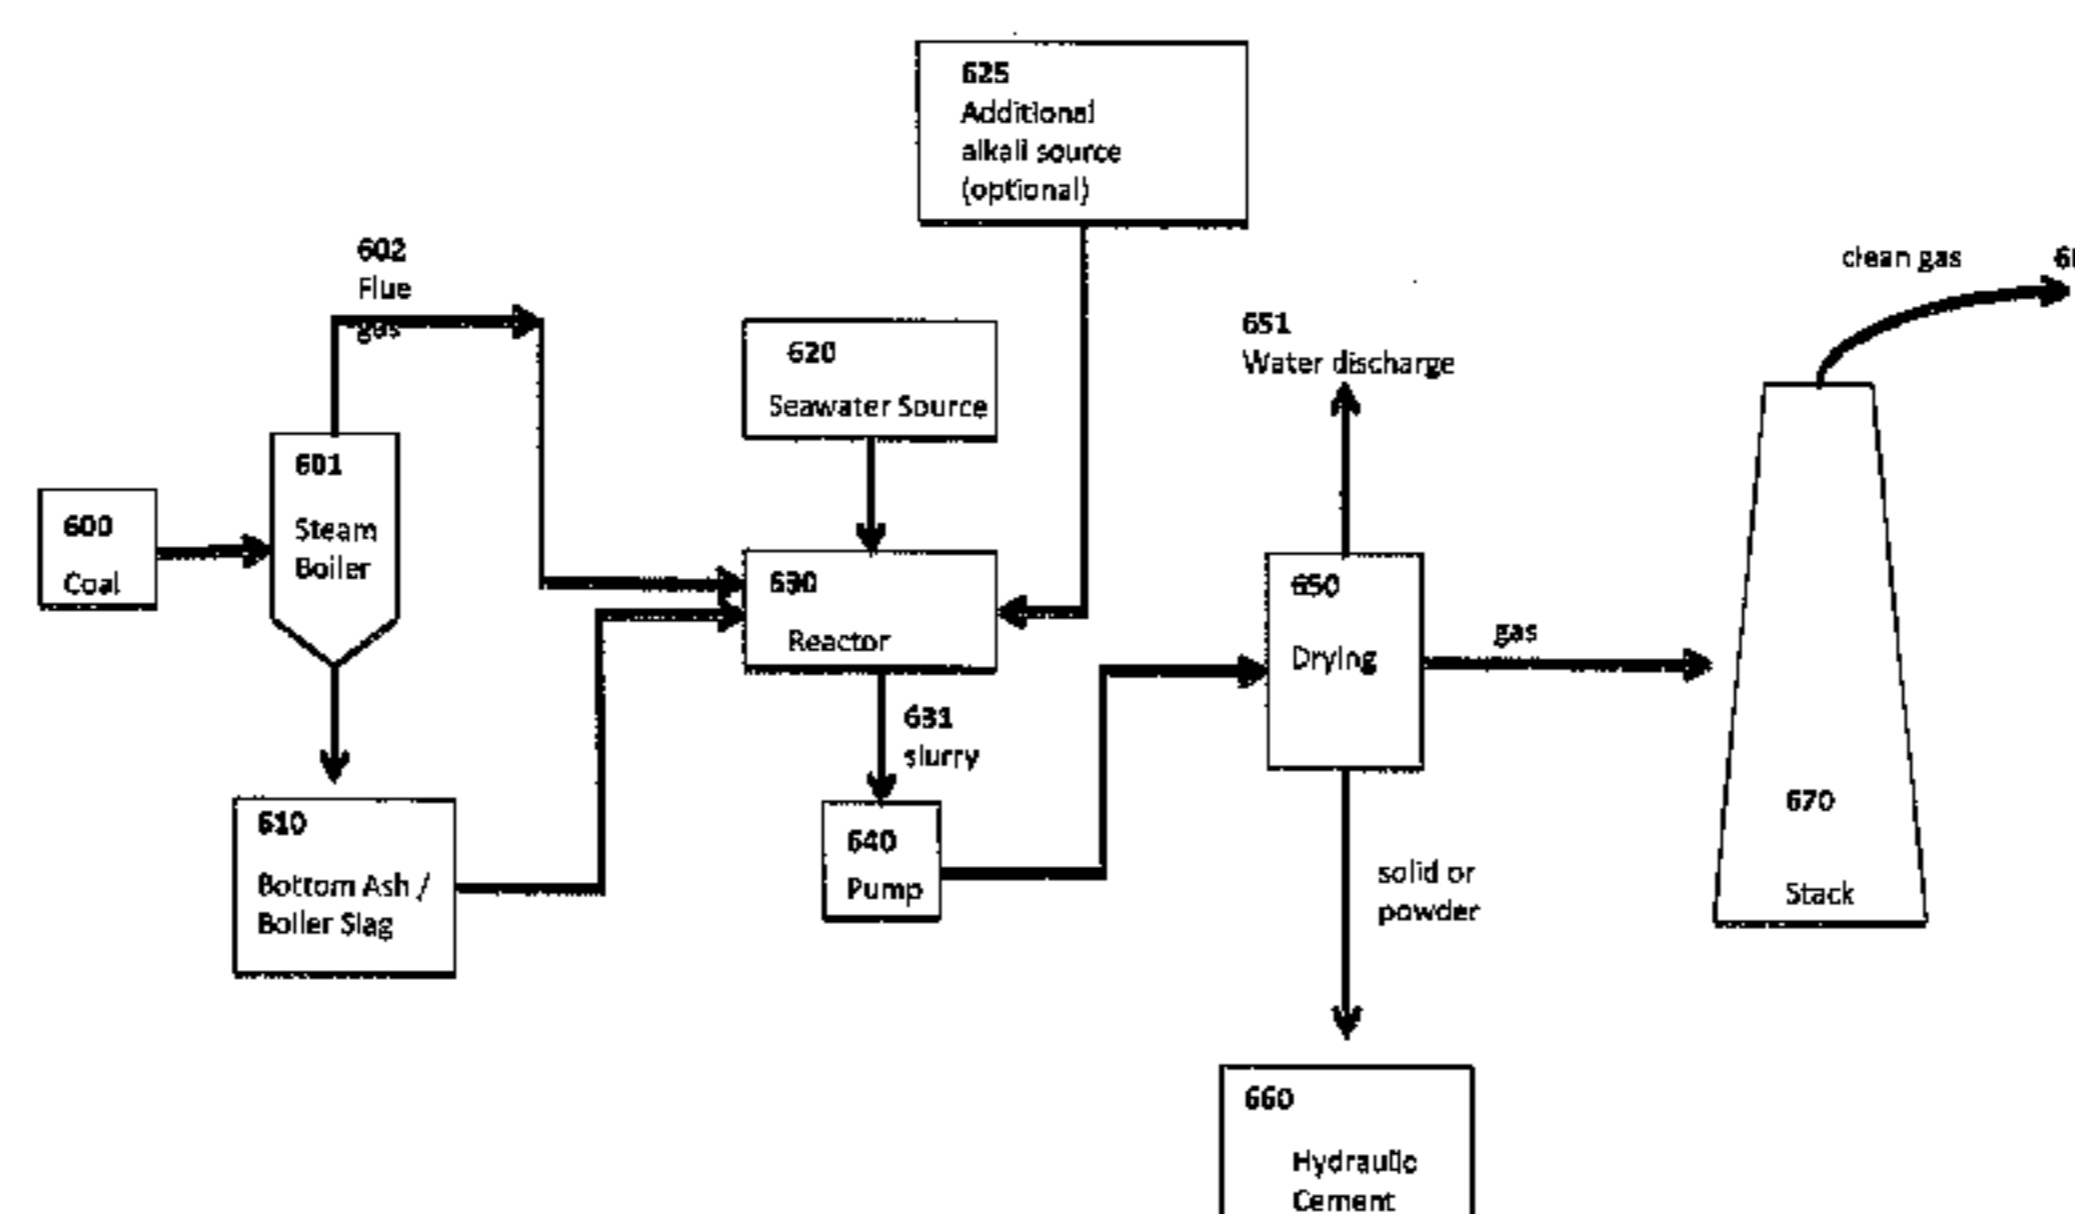 625
Additional
alkali source
(optional)
602
Flue
gas
clean gas
620
Seawater Source
651
Water discharge
601
Steam
Boiler
600
Coal
630
Reactor
650
Drying
gas
631
slurry
610
Bottom Ash /
Boiler Slag
640
Pump
solid or
powder
670
Stack
660
Hydraulic
Cement